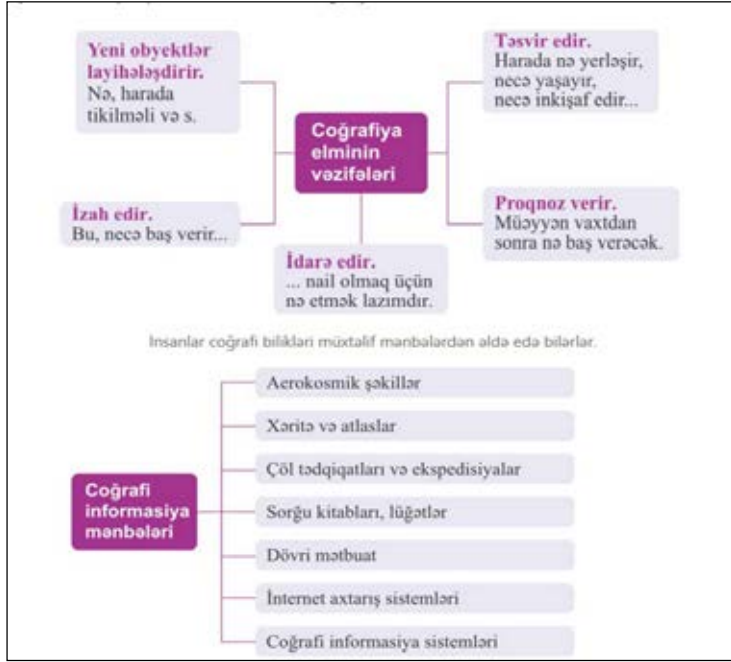 Yeni obyektlər
layihələşdirir.
Nə, harada
tikilməli və s.
Təsvir edir.
Harada nə yerləşir,
necə yaşayır,
necə inkişaf edir...
Coğrafiya
elminin
vəzifələri
İzah edir.
Bu, necə baş verir...
Proqnoz verir.
Müəyyən vaxtdan
sonra nə baş verəcək.
İdarə edir.
... nail olmaq üçün
nə etmək lazımdır.
İnsanlar coğrafi bilikləri müxtəlif mənbələrdən əldə edə bilərlər.
Coğrafi
informasiya
mənbələri
Aerokosmik şəkillər
Xəritə və atlaslar
Çöl tədqiqatları və ekspedisiyalar
Sorğu kitabları, lüğətlər
Dövri mətbuat
İnternet axtarış sistemləri
Coğrafi informasiya sistemləri